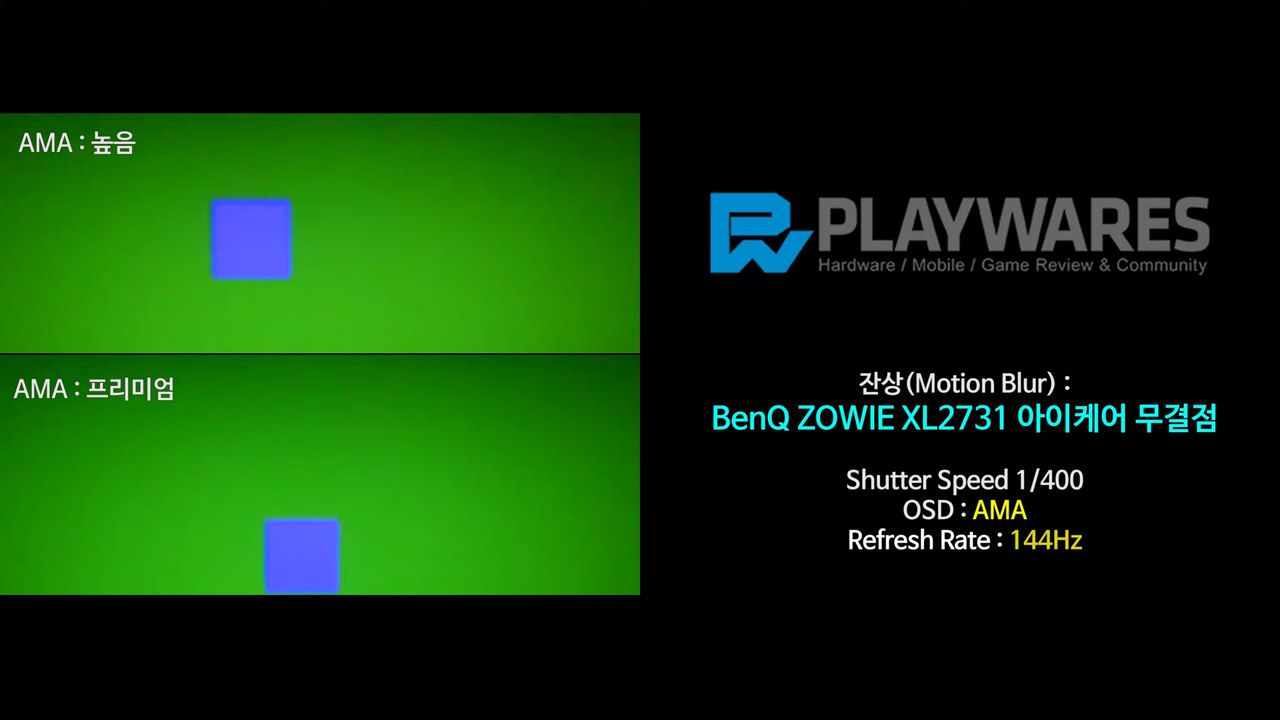 AMA : 높음
AMA : 프리미엄
PLAYWARES
Hardware / Mobile / Game Review & Community
잔상(Motion Blur) :
BenQ ZOWIE XL2731 아이케어 무결점
Shutter Speed 1/400
OSD : AMA
Refresh Rate : 144Hz